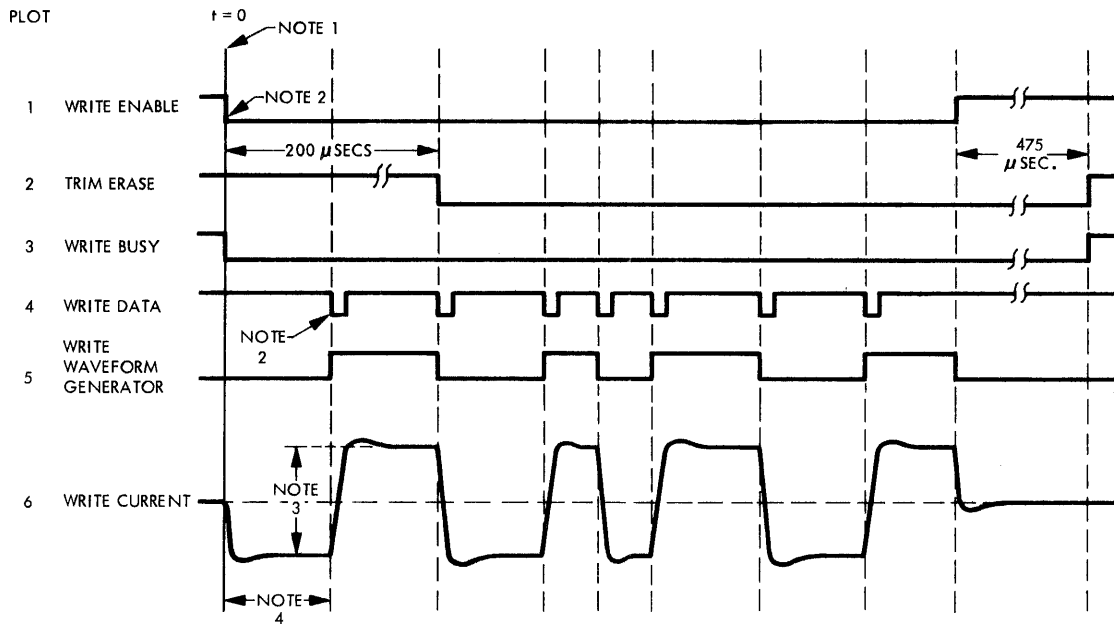 PLOT
t = 0
NOTE 1
1 WRITE ENABLE
NOTE 2
200 µSECS
475
µSEC.
2 TRIM ERASE
3 WRITE BUSY
4 WRITE DATA
NOTE
2
5 WRITE
WAVEFORM
GENERATOR
6 WRITE CURRENT
NOTE
3
NOTE
4